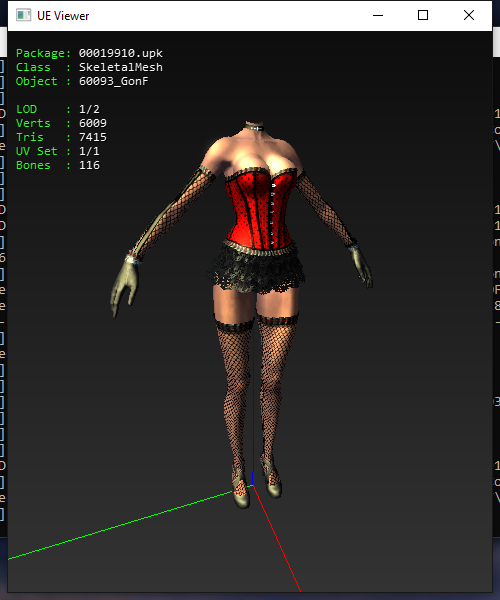 UE Viewer
Package: 00019910.upk
Class : SkeletalMesh
Object : 60093_GonF
LOD : 1/2
Verts : 6009
Tris : 7415
UV Set : 1/1
Bones : 116